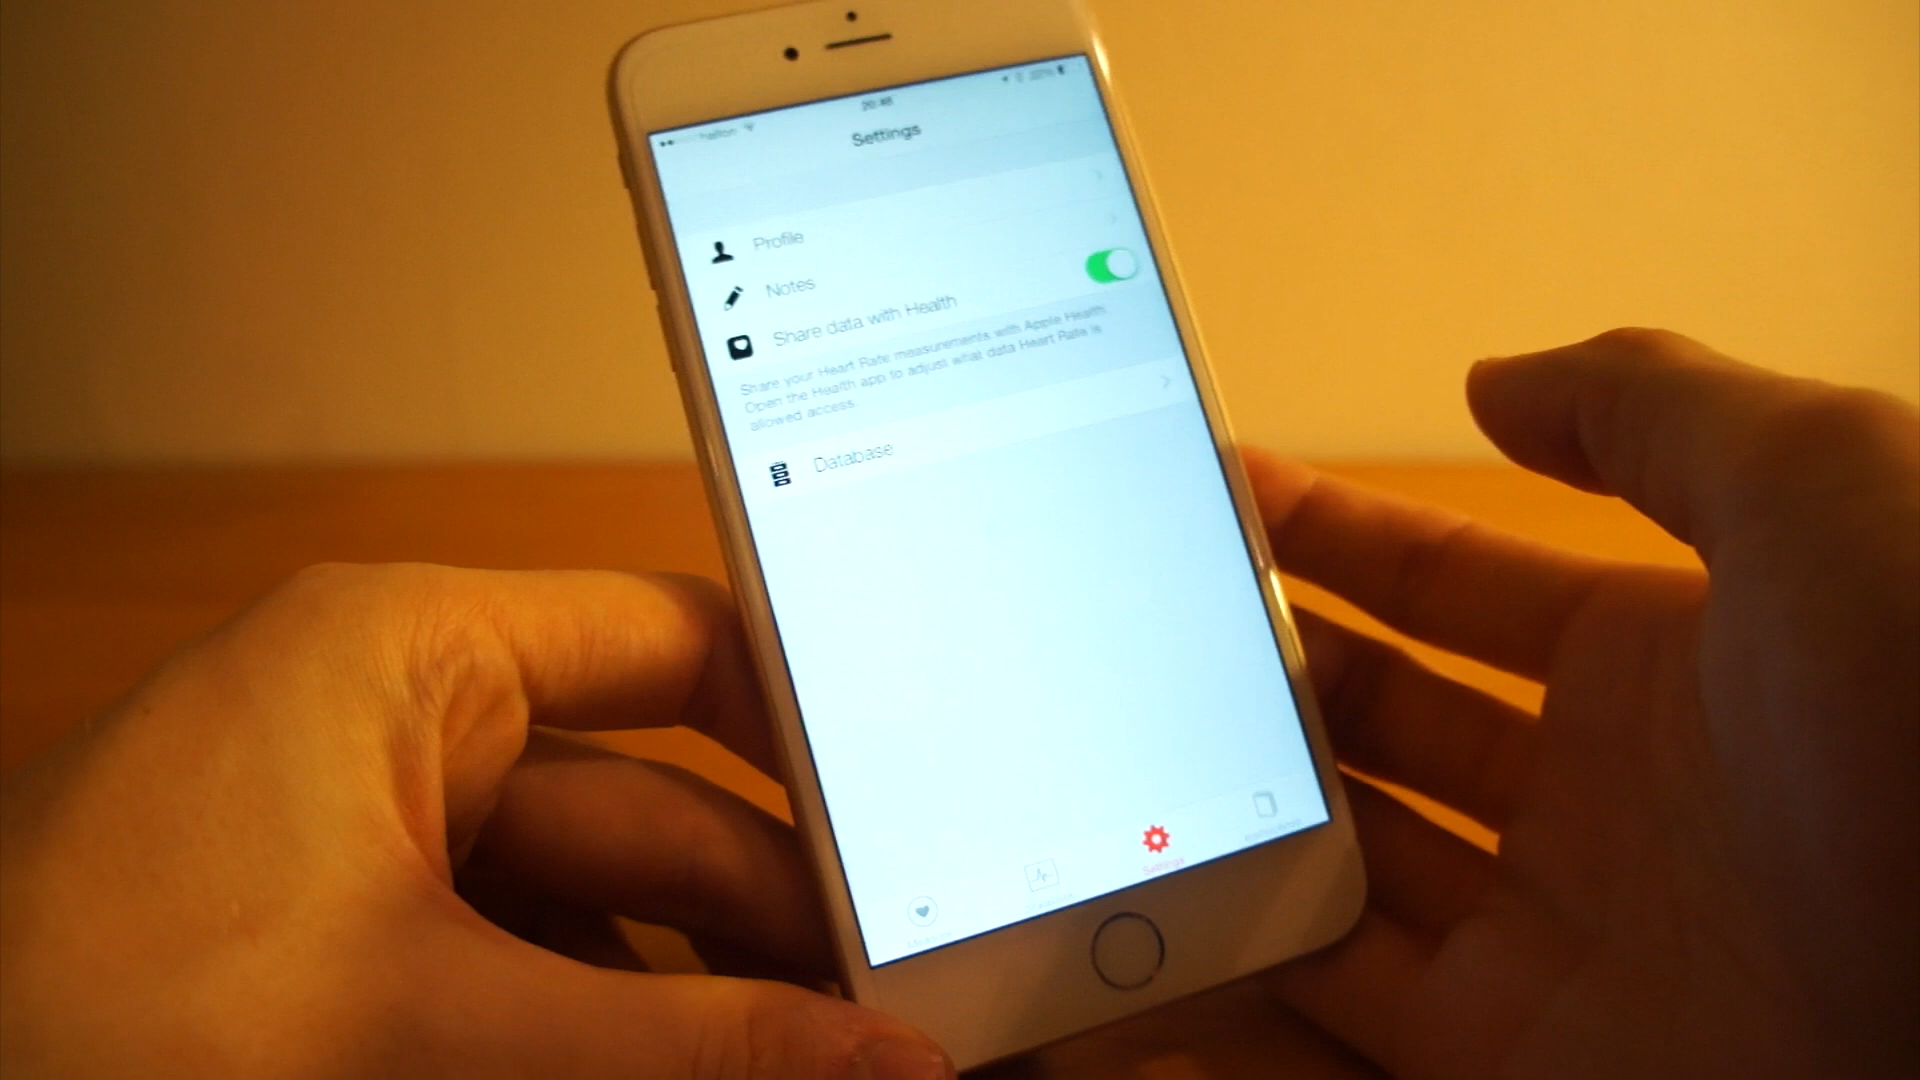 Settings
Profile
Notes
Share data with Health
Share your Heart Rate measurements with Apple Health.
Open the Health app to adjust what data Heart Rate is
allowed access.
Database
Settings